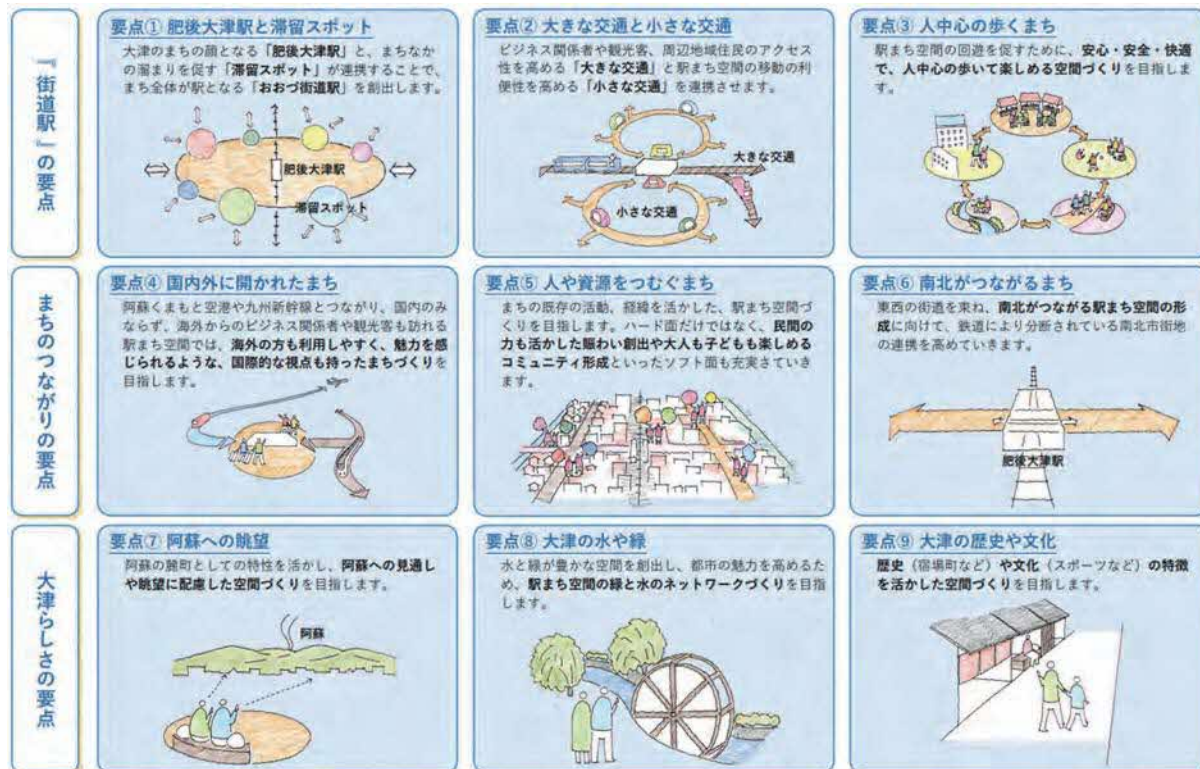 『街道駅』の要点
要点① 肥後大津駅と滞留スポット
大津のまちの顔となる「肥後大津駅」と、まちなか
の溜まりを促す「滞留スポット」が連携することで、
まち全体が駅となる「おおづ街道駅」を創出します。
肥後大津駅
滞留スポット
要点② 大きな交通と小さな交通
ビジネス関係者や観光客、周辺地域住民のアクセス
性を高める「大きな交通」と駅まち空間の移動の利
便性を高める「小さな交通」を連携させます。
大きな交通
小さな交通
要点③ 人中心の歩くまち
駅まち空間の回遊を促すために、安心・安全・快適
で、人中心の歩いて楽しめる空間づくりを目指しま
す。
まちのつながりの要点
要点④ 国内外に開かれたまち
阿蘇くまもと空港や九州新幹線とつながり、国内のみ
ならず、海外からのビジネス関係者や観光客も訪れる
駅まち空間では、海外の方も利用しやすく、魅力を感
じられるような、国際的な視点も持ったまちづくりを
目指します。
要点⑤ 人や資源をつむぐまち
まちの既存の活動、経緯を活かした、駅まち空間づ
くりを目指します。ハード面だけではなく、民間の
力も活かした賑わい創出や大人も子どもも楽しめる
コミュニティ形成といったソフト面も充実さていき
ます。
要点⑥ 南北がつながるまち
東西の街道を束ね、南北がつながる駅まち空間の形
成に向けて、鉄道により分断されている南北市街地
の連携を高めていきます。
肥後大津駅
大津らしさの要点
要点⑦ 阿蘇への眺望
阿蘇の麓町としての特性を活かし、阿蘇への見通し
や眺望に配慮した空間づくりを目指します。
阿蘇
要点⑧ 大津の水や緑
水と緑が豊かな空間を創出し、都市の魅力を高めるた
め、駅まち空間の緑と水のネットワークづくりを目指
します。
要点⑨ 大津の歴史や文化
歴史（宿場町など）や文化（スポーツなど）の特徴
を活かした空間づくりを目指します。